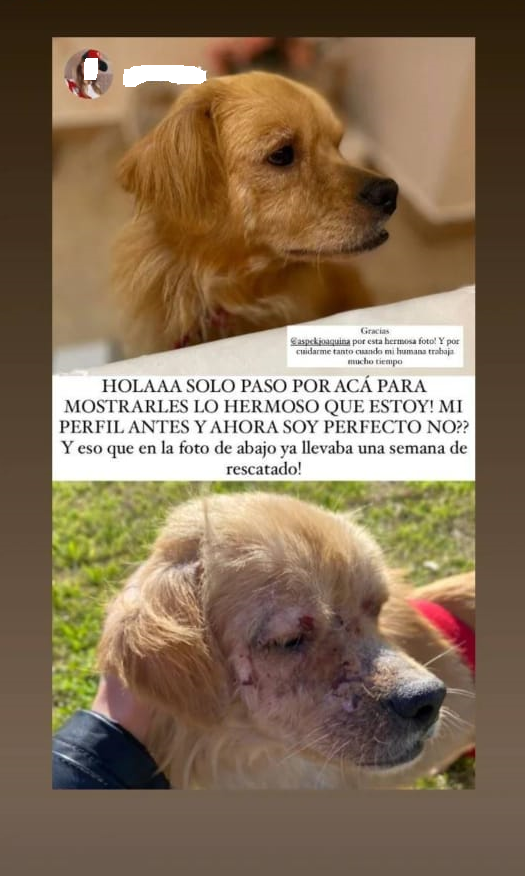 Gracias
@aspekjoaquina por esta hermosa foto! Y por
cuidarme tanto cuando mi humana trabaja
mucho tiempo
HOLAAA SOLO PASO POR ACÁ PARA
MOSTRARLES LO HERMOSO QUE ESTOY! MI
PERFIL ANTES Y AHORA SOY PERFECTO NO??
Y eso que en la foto de abajo ya llevaba una semana de
rescatado!